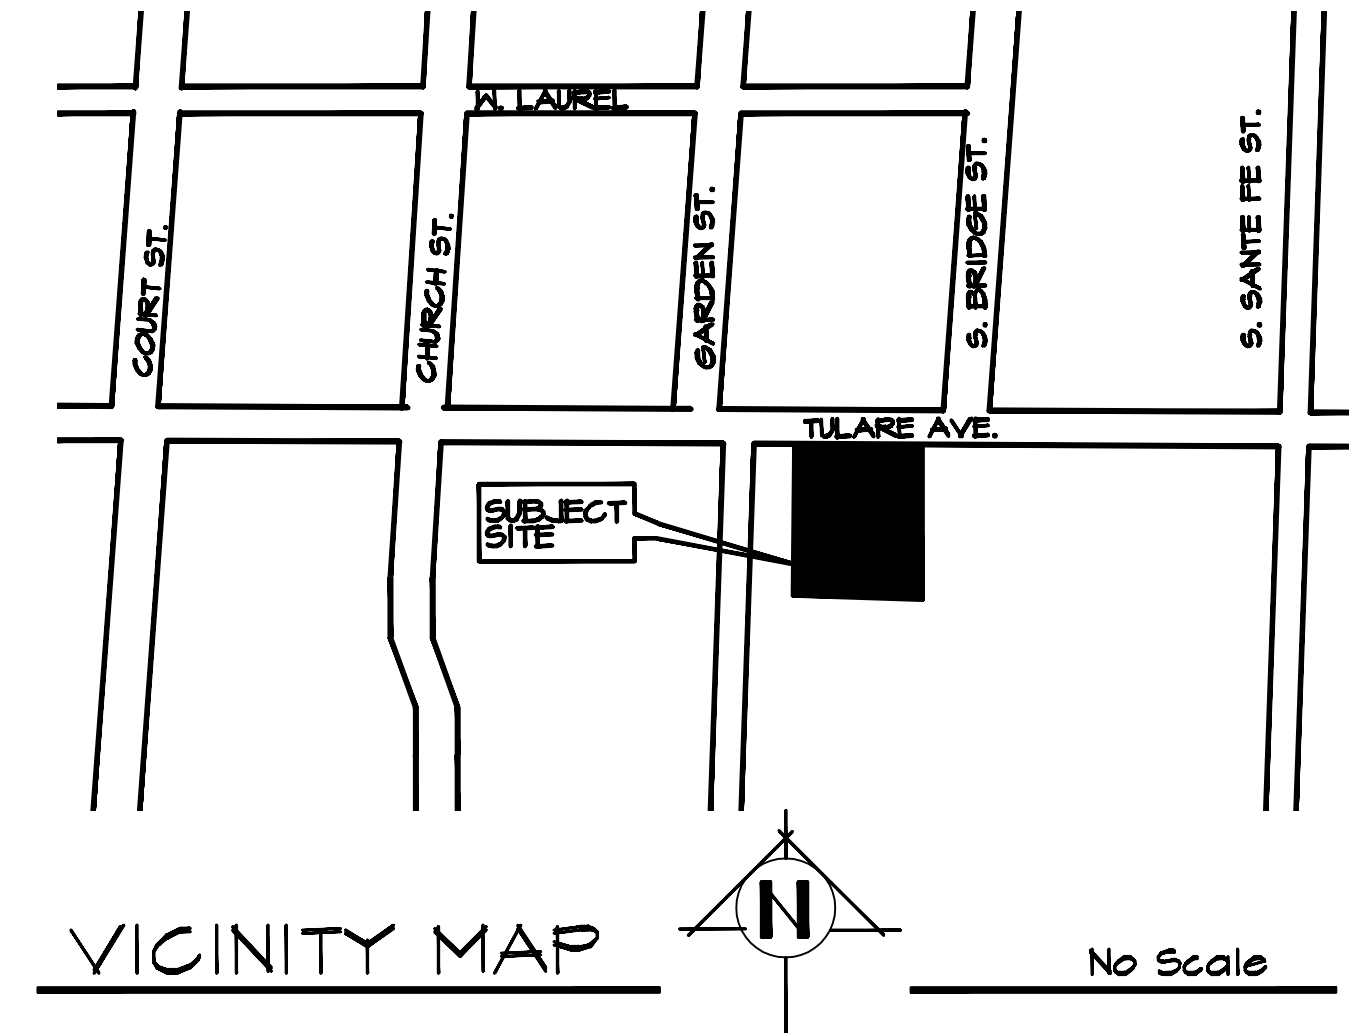 W. LAUREL
COURT ST.
CHURCH ST.
GARDEN ST.
S. BRIDGE ST.
S. SANTE FE ST.
TULARE AVE.
SUBJECT
SITE
N
VICINITY MAP
No Scale